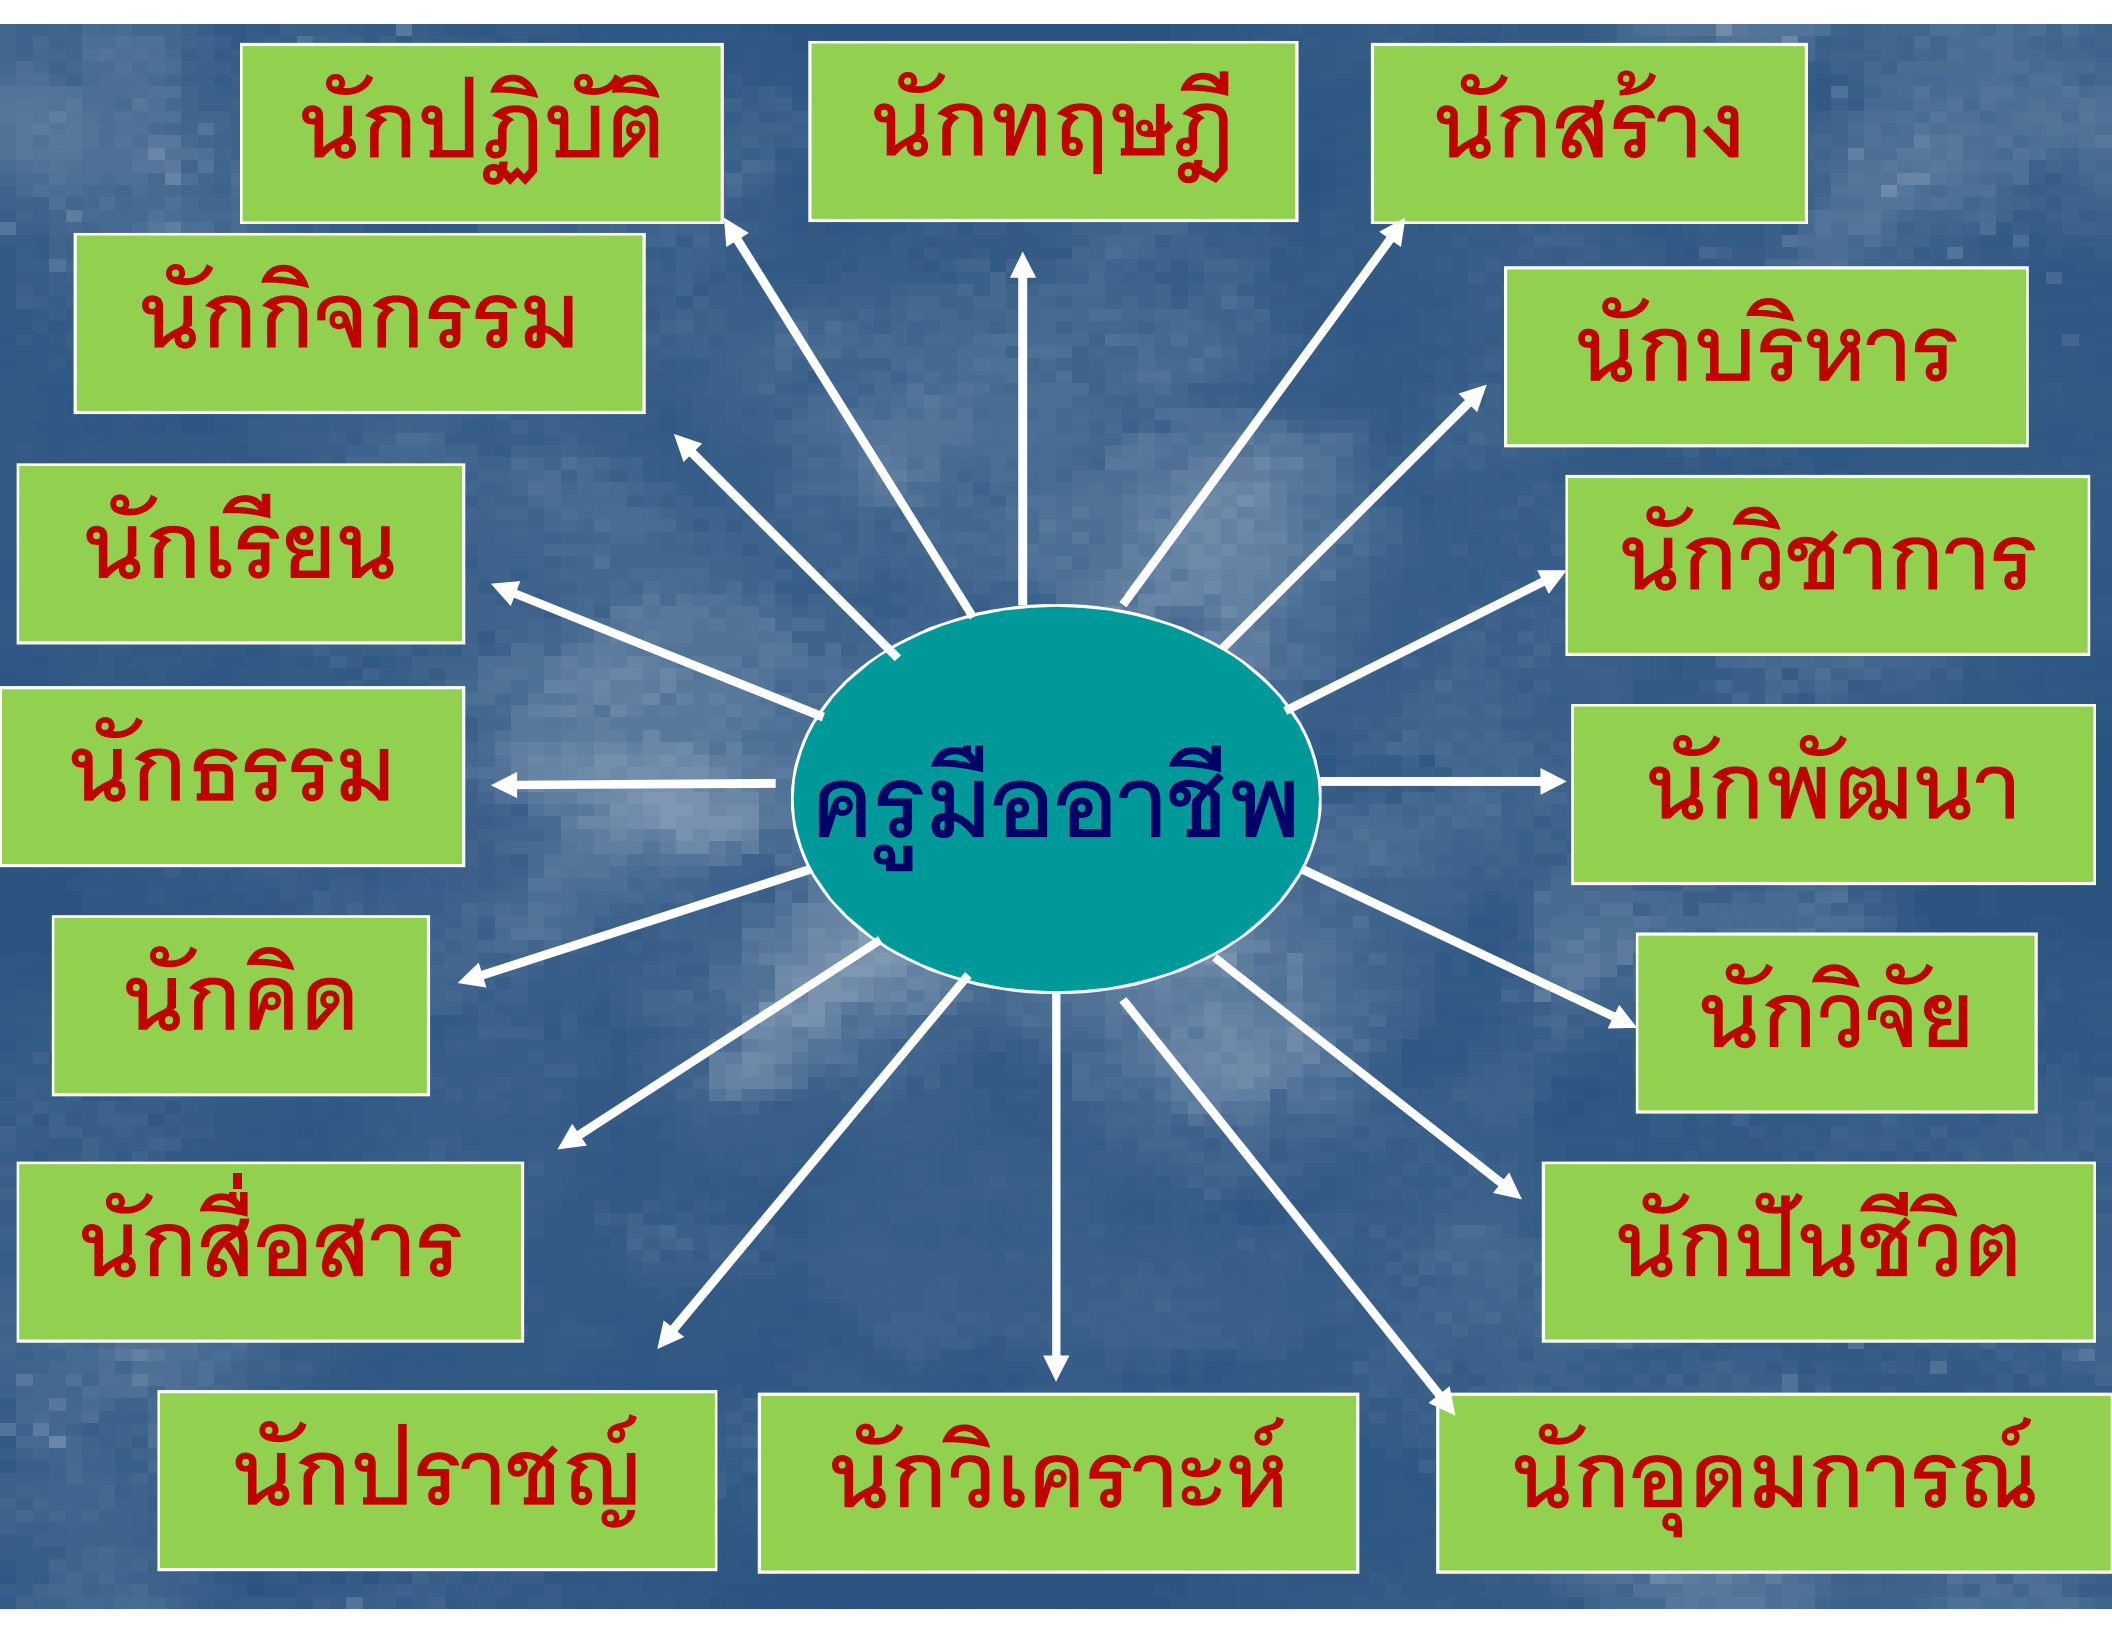 นักปฏิบัติ
นักทฤษฎี
นักสร้าง
นักกิจกรรม
นักบริหาร
นักเรียน
นักวิชาการ
นักธรรม
ครูมืออาชีพ
นักพัฒนา
นักคิด
นักวิจัย
นักสื่อสาร
นักปั่นชีวิต
นักปราชญ์
นักวิเคราะห์
นักอุดมการณ์